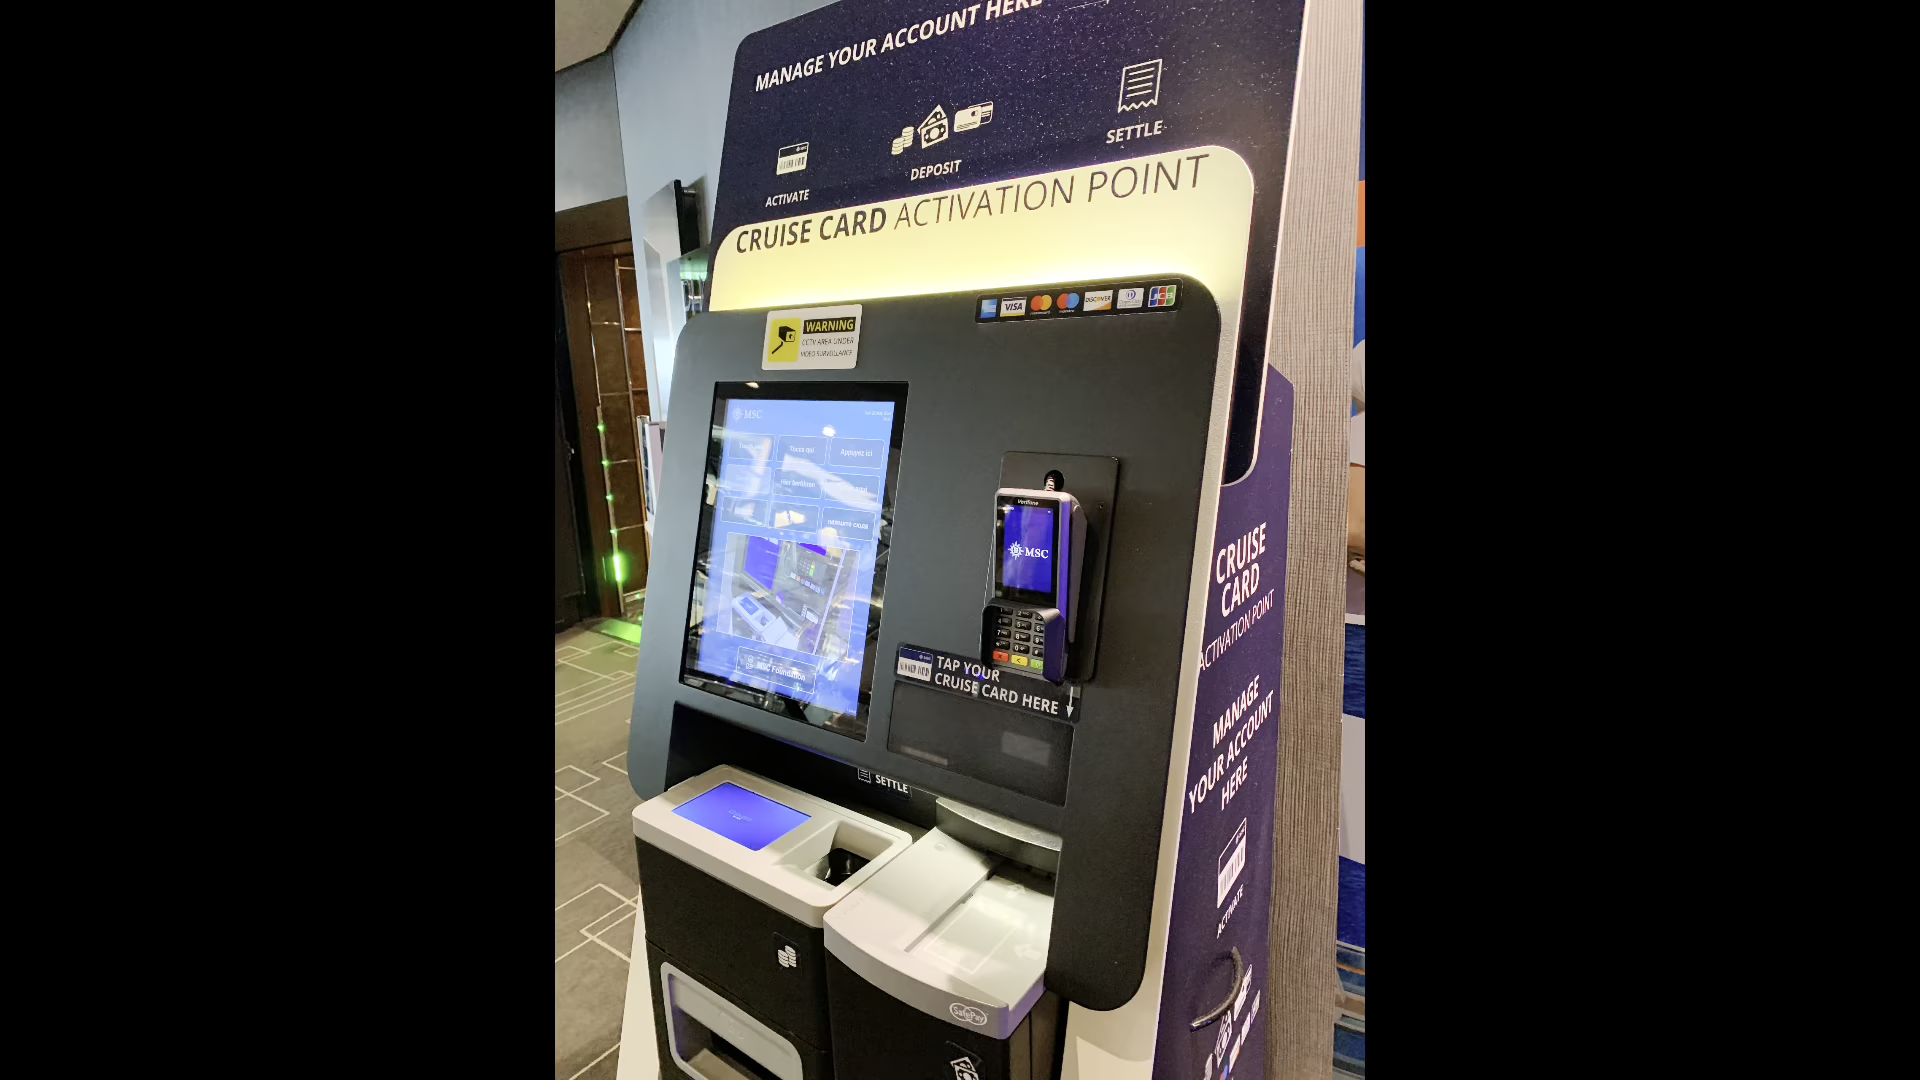 MANAGE YOUR ACCOUNT HERE
ACTIVATE
DEPOSIT
SETTLE
CRUISE CARD ACTIVATION POINT
VISA
DISCOVER
JCB
WARNING
CCTV AREA UNDER
VIDEO SURVEILLANCE
MSC
Tocca qui
Appuyez ici
Hier berühren
MSC Foundation
Verifone
MSC
TAP YOUR
CRUISE CARD HERE
SETTLE
SafePay
CRUISE
CARD
ACTIVATION POINT
MANAGE
YOUR ACCOUNT
HERE
ACTIVATE